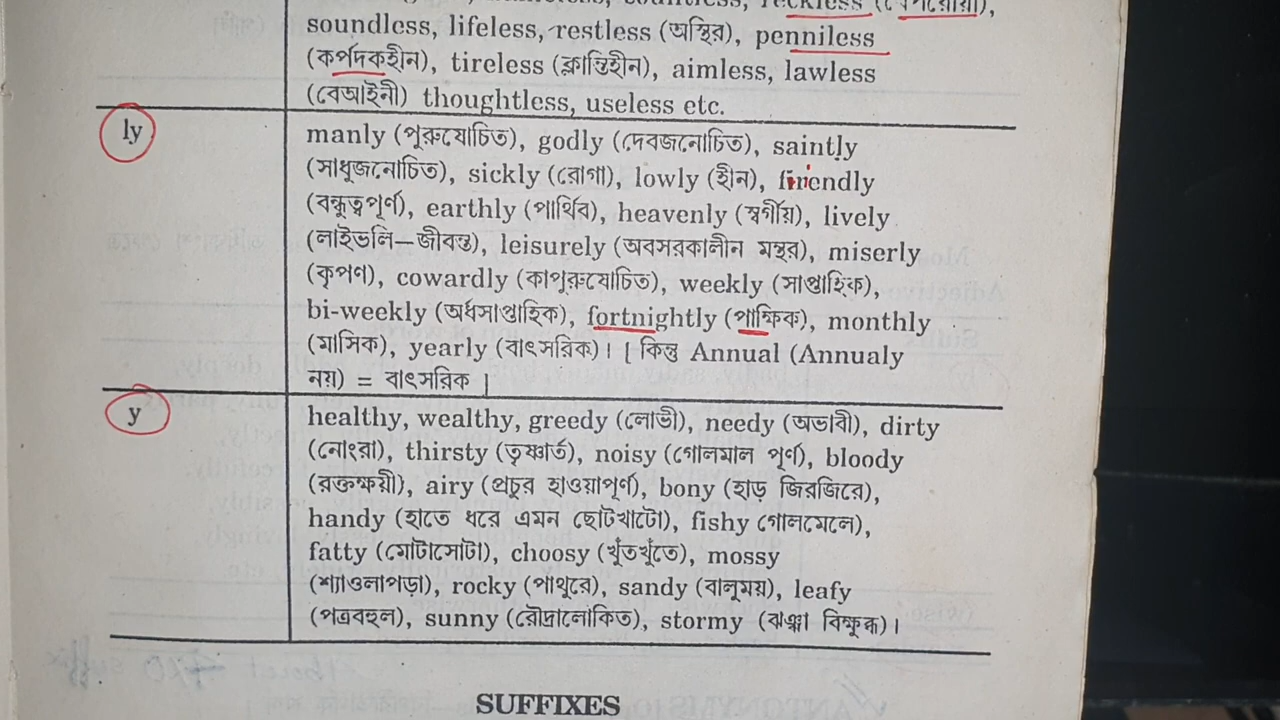 reckless (বেপরোয়া),
soundless, lifeless, restless (অস্থির), penniless
(কর্পদকহীন), tireless (ক্লান্তিহীন), aimless, lawless
(বেআইনী) thoughtless, useless etc.
ly
manly (পুরুষোচিত), godly (দেবজনোচিত), saintly
(সাধুজনোচিত), sickly (রোগা), lowly (হীন), firendly
(বন্ধুত্বপূর্ণ), earthly (পার্থিব), heavenly (স্বর্গীয়), lively
(লাইভলি—জীবন্ত), leisurely (অবসরকালীন মন্থর), miserly
(কৃপণ), cowardly (কাপুরুষোচিত), weekly (সাপ্তাহিক),
bi-weekly (অর্ধসাপ্তাহিক), fortnightly (পাক্ষিক), monthly
(মাসিক), yearly (বাৎসরিক)। [ কিন্তু Annual (Annualy
নয়) = বাৎসরিক ]
y
healthy, wealthy, greedy (লোভী), needy (অভাবী), dirty
(নোংরা), thirsty (তৃষ্ণার্ত), noisy (গোলমাল পূর্ণ), bloody
(রক্তক্ষয়ী), airy (প্রচুর হাওয়াপূর্ণ), bony (হাড় জিরজিরে),
handy (হাতে ধরে এমন ছোটখাটো), fishy (গোলমেলে),
fatty (মোটাসোটা), choosy (খুঁতখুঁতে), mossy
(শ্যাওলাপড়া), rocky (পাথুরে), sandy (বালুময়), leafy
(পত্রবহুল), sunny (রৌদ্রালোকিত), stormy (ঝঞ্ঝা বিক্ষুব্ধ)।
SUFFIXES